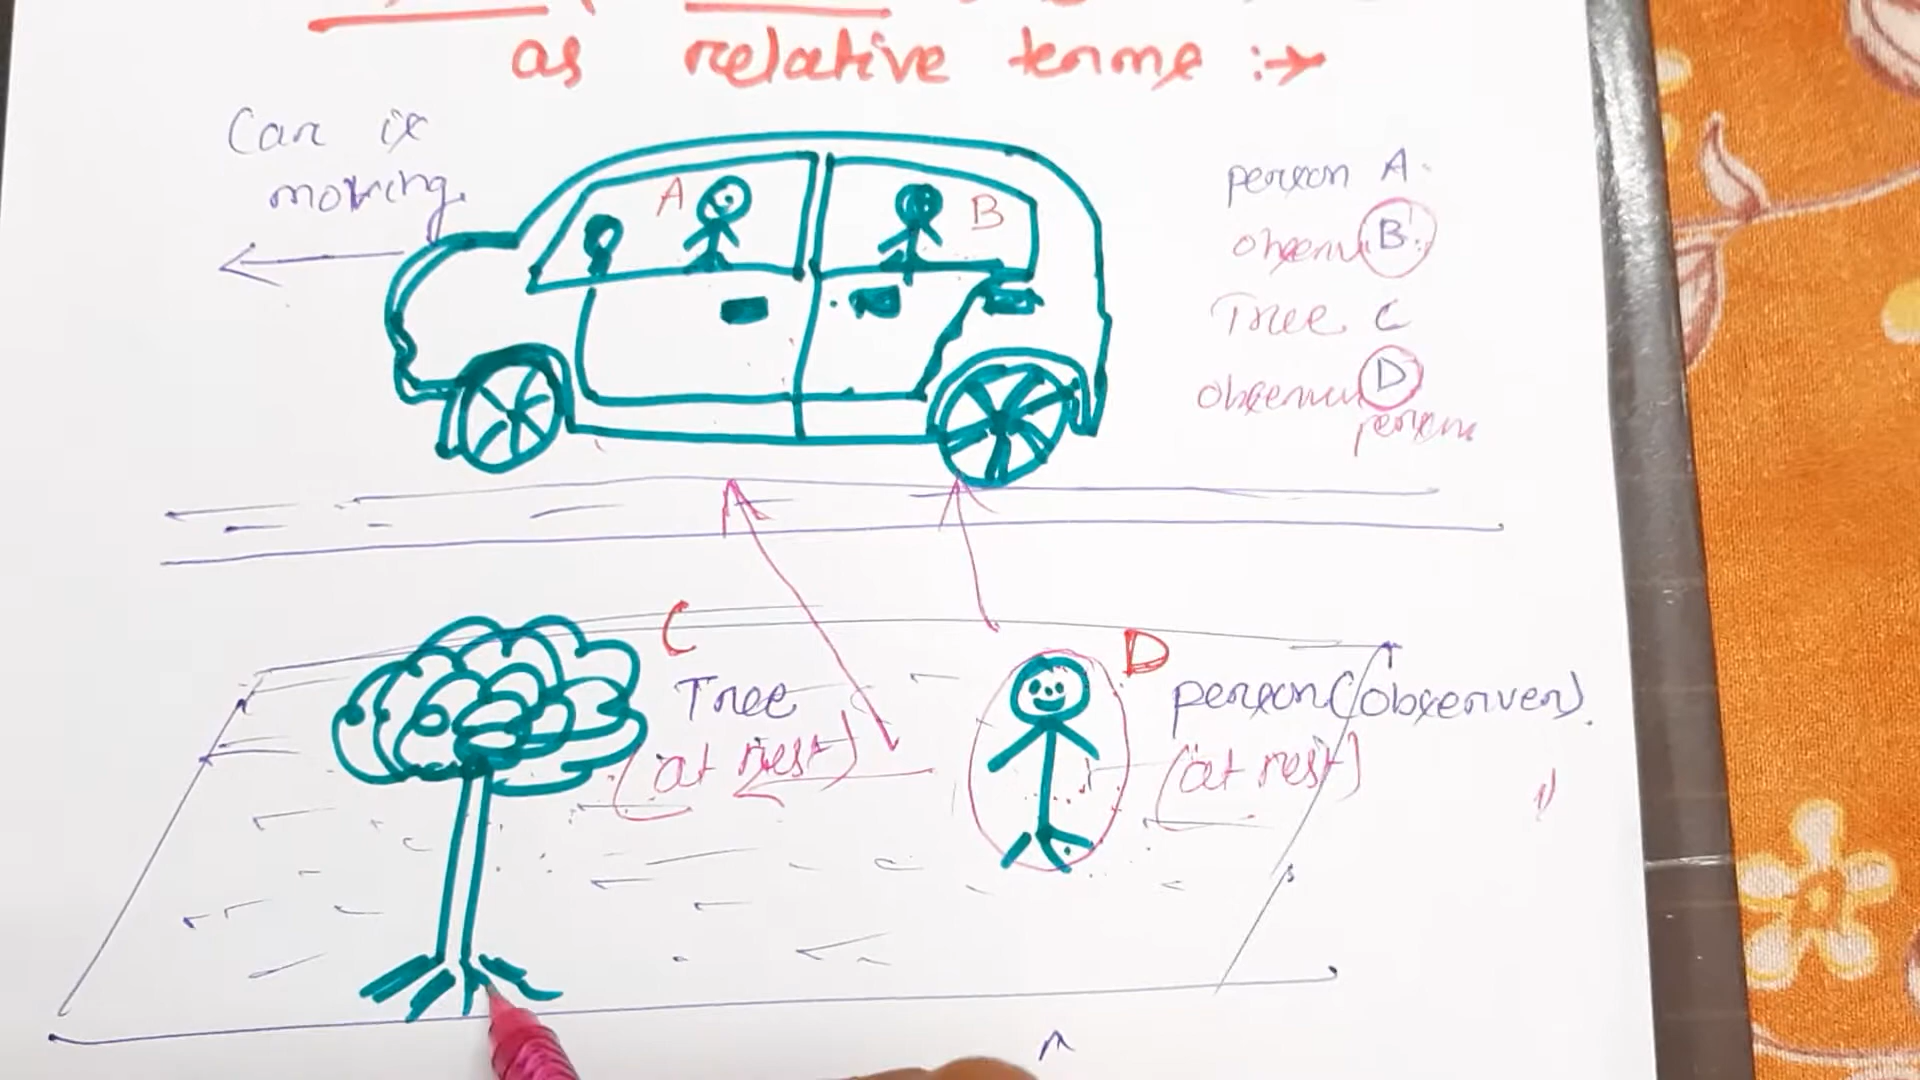 as relative terms :→
Car is
moving.
A
B
person A.
observer B.
Tree C
observer D
person
C
D
Tree
person (observer).
(at rest)
(at rest)